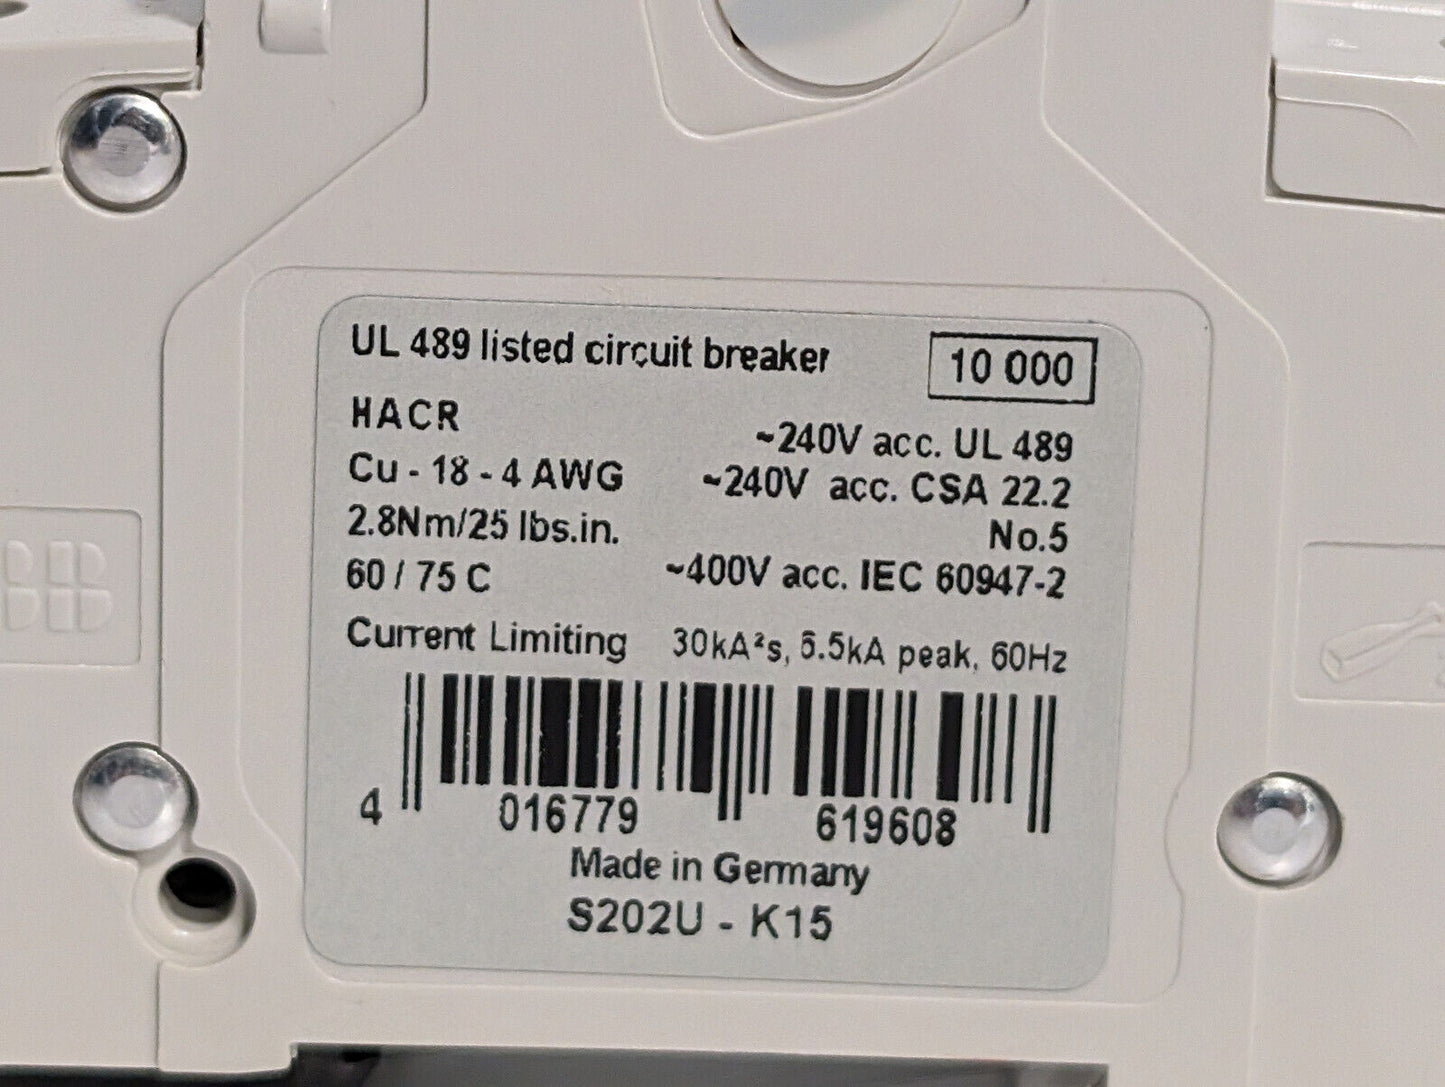 UL 489 listed circuit breaker
10 000
HACR
~240V acc. UL 489
Cu - 18 - 4 AWG
~240V acc. CSA 22.2
2.8Nm/25 lbs.in.
No.5
60 / 75 C
~400V acc. IEC 60947-2
Current Limiting 30kA²s, 5.5kA peak, 60Hz
4 016779 619608
Made in Germany
S202U - K15
BB